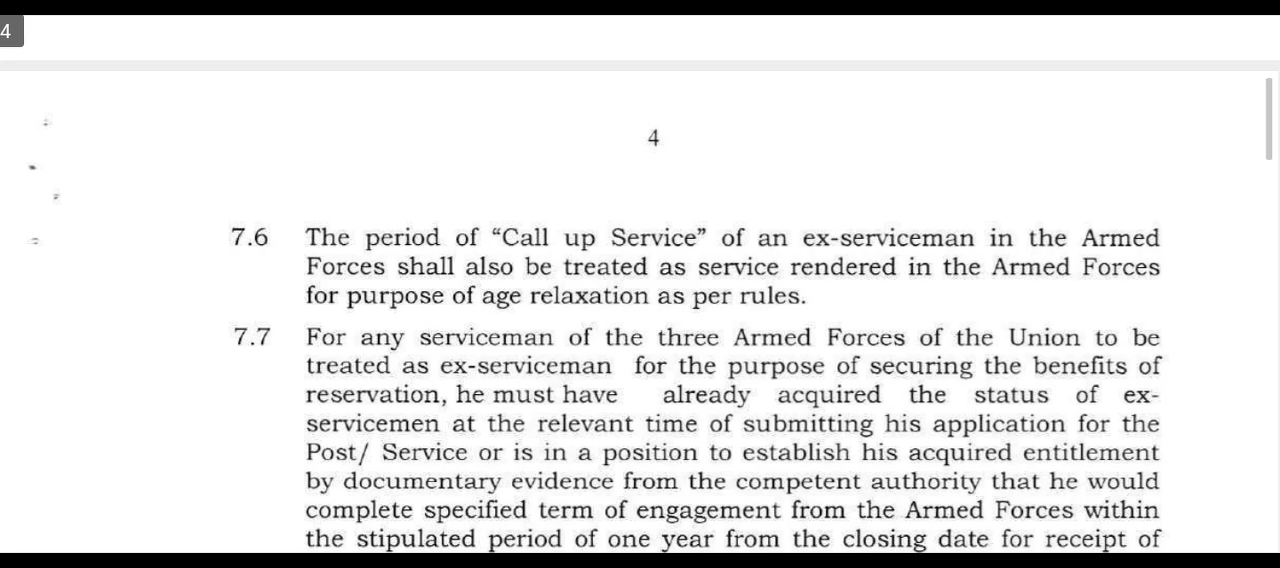 4
4
7.6 The period of “Call up Service” of an ex-serviceman in the Armed
Forces shall also be treated as service rendered in the Armed Forces
for purpose of age relaxation as per rules.
7.7 For any serviceman of the three Armed Forces of the Union to be
treated as ex-serviceman for the purpose of securing the benefits of
reservation, he must have already acquired the status of ex-
servicemen at the relevant time of submitting his application for the
Post/ Service or is in a position to establish his acquired entitlement
by documentary evidence from the competent authority that he would
complete specified term of engagement from the Armed Forces within
the stipulated period of one year from the closing date for receipt of